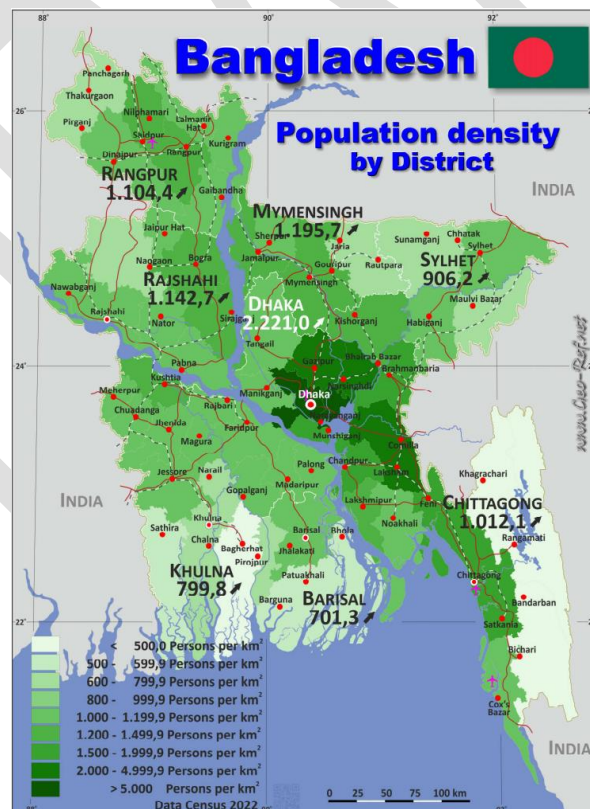 88°
90°
92°
Bangladesh
Population density
by District
26°
Panchagarh
Thakurgaon
Pirganj
Nilphamari
Lalmanir
Hat
Saidpur
Dinajpur
Rangpur
Kurigram
RANGPUR
1.104,4
Gaibandha
INDIA
MYMENSINGH
1.195,7
Sherpur
Jaria
Jamalpur
Gouripur
Mymensingh
Rautpara
Sunamganj
Chhatak
Sylhet
SYLHET
906,2
Maulvi Bazar
Habiganj
Jaipur Hat
Naogaon
Bogra
RAJSHAHI
1.142,7
Nawabganj
Rajshahi
Nator
Sirajganj
DHAKA
2.221,0
Tangail
Kishorganj
www.Geo-Ref.net
24°
24
Pabna
Gazipur
Bhairab Bazar
Brahmanbaria
Meherpur
Kushtia
Manikganj
Dhaka
Narsinghdi
Chuadanga
Rajbari
Jhenida
Faridpur
Magura
Munshiganj
Comilla
Chandpur
Laksham
Khagrachari
INDIA
Jessore
Narail
Palong
Gopalganj
Madaripur
Lakshmipur
Feni
Noakhali
CHITTAGONG
1.012,1
Rangamati
Khulna
Sathira
Chalna
Bagherhat
Pirojpur
Barisal
Jhalakati
Bhola
KHULNA
799,8
Patuakhali
Barguna
BARISAL
701,3
Chittagong
Bandarban
Satkania
Bichari
22°
Cox's
Bazar
INDIA
< 500,0 Persons per km²
500 - 599,9 Persons per km²
600 - 799,9 Persons per km²
800 - 999,9 Persons per km²
1.000 - 1.199,9 Persons per km²
1.200 - 1.499,9 Persons per km²
1.500 - 1.999,9 Persons per km²
2.000 - 4.999,9 Persons per km²
> 5.000 Persons per km²
Data Census 2022
0 25 50 75 100 km